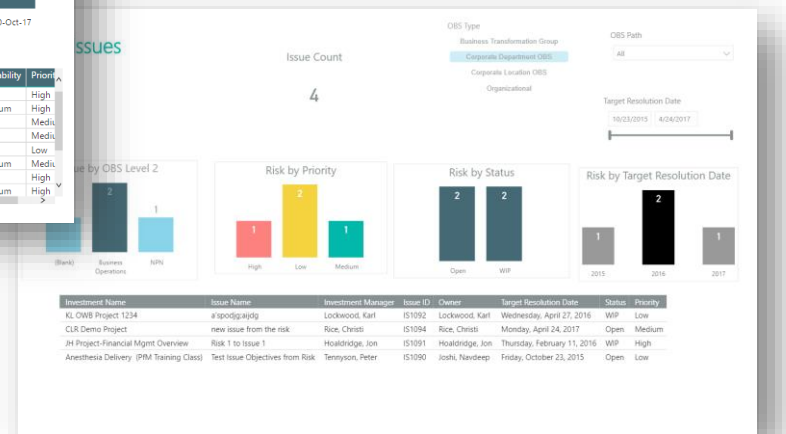 0-Oct-17
ability Priorit
High
um High
Mediu
Mediu
Low
um Mediu
High
um High
ssues
Issue Count
4
OBS Type
Business Transformation Group
Corporate Department OBS
Corporate Location OBS
Organizational
OBS Path
All
Target Resolution Date
10/23/2015 4/24/2017
ue by OBS Level 2
2
1
(Blank) Business Operations NPN
Risk by Priority
1 2 1
High Low Medium
Risk by Status
2 2
Open WIP
Risk by Target Resolution Date
1 2 1
2015 2016 2017
Investment Name Issue Name Investment Manager Issue ID Owner Target Resolution Date Status Priority
KL OWB Project 1234 a'spodjg;aijdg Lockwood, Karl IS1092 Lockwood, Karl Wednesday, April 27, 2016 WIP Low
CLR Demo Project new issue from the risk Rice, Christi IS1094 Rice, Christi Monday, April 24, 2017 Open Medium
JH Project-Financial Mgmt Overview Risk 1 to Issue 1 Hoaldridge, Jon IS1091 Hoaldridge, Jon Thursday, February 11, 2016 WIP High
Anesthesia Delivery (PfM Training Class) Test Issue Objectives from Risk Tennyson, Peter IS1090 Joshi, Navdeep Friday, October 23, 2015 Open Low